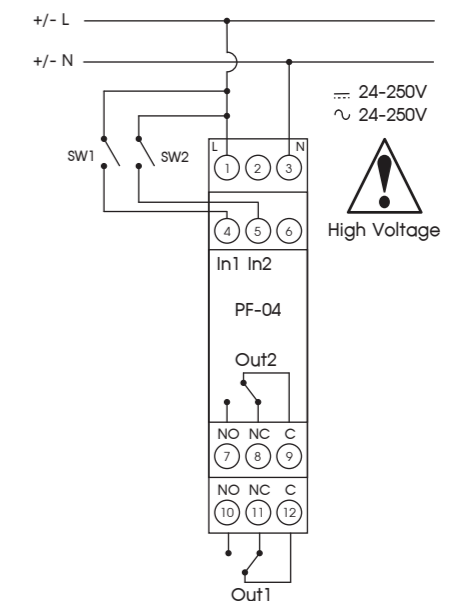 +/- L
+/- N
⎓ 24-250V
∿ 24-250V
SW1 SW2
L N
1 2 3
High Voltage
4 5 6
In1 In2
PF-04
Out2
NO NC C
7 8 9
NO NC C
10 11 12
Out1